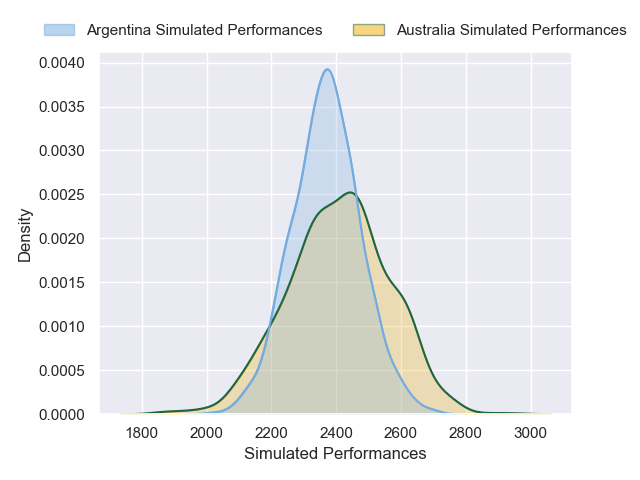 Argentina Simulated Performances Australia Simulated Performances
0.0040
0.0035
0.0030
0.0025
0.0020
0.0015
0.0010
0.0005
0.0000
Density
1800 2000 2200 2400 2600 2800 3000
Simulated Performances